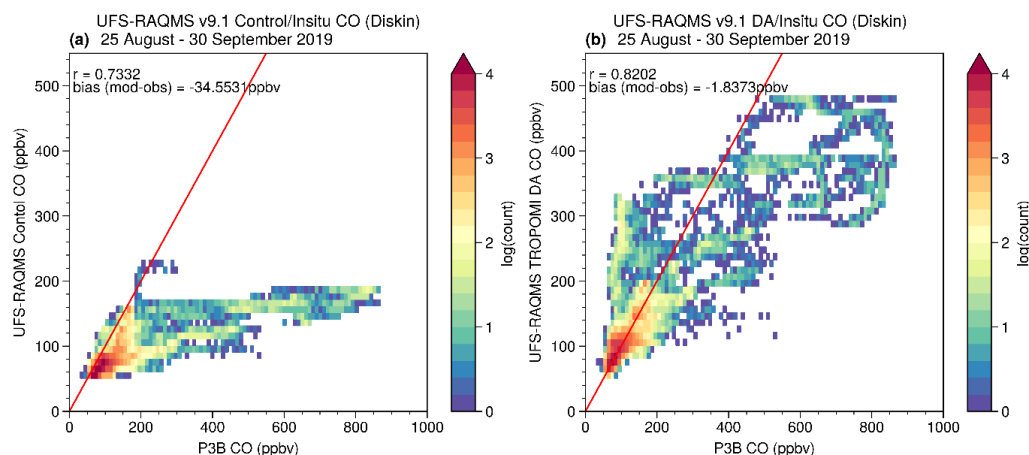 UFS-RAQMS v9.1 Control/Insitu CO (Diskin)
(a) 25 August - 30 September 2019
r = 0.7332
bias (mod-obs) = -34.5531ppbv
UFS-RAQMS Contol CO (ppbv)
500
400
300
200
100
0
0 200 400 600 800 1000
P3B CO (ppbv)
4
3
2
1
0
log(count)
UFS-RAQMS v9.1 DA/Insitu CO (Diskin)
(b) 25 August - 30 September 2019
r = 0.8202
bias (mod-obs) = -1.8373ppbv
UFS-RAQMS TROPOMI DA CO (ppbv)
500
400
300
200
100
0
0 200 400 600 800 1000
P3B CO (ppbv)
4
3
2
1
0
log(count)